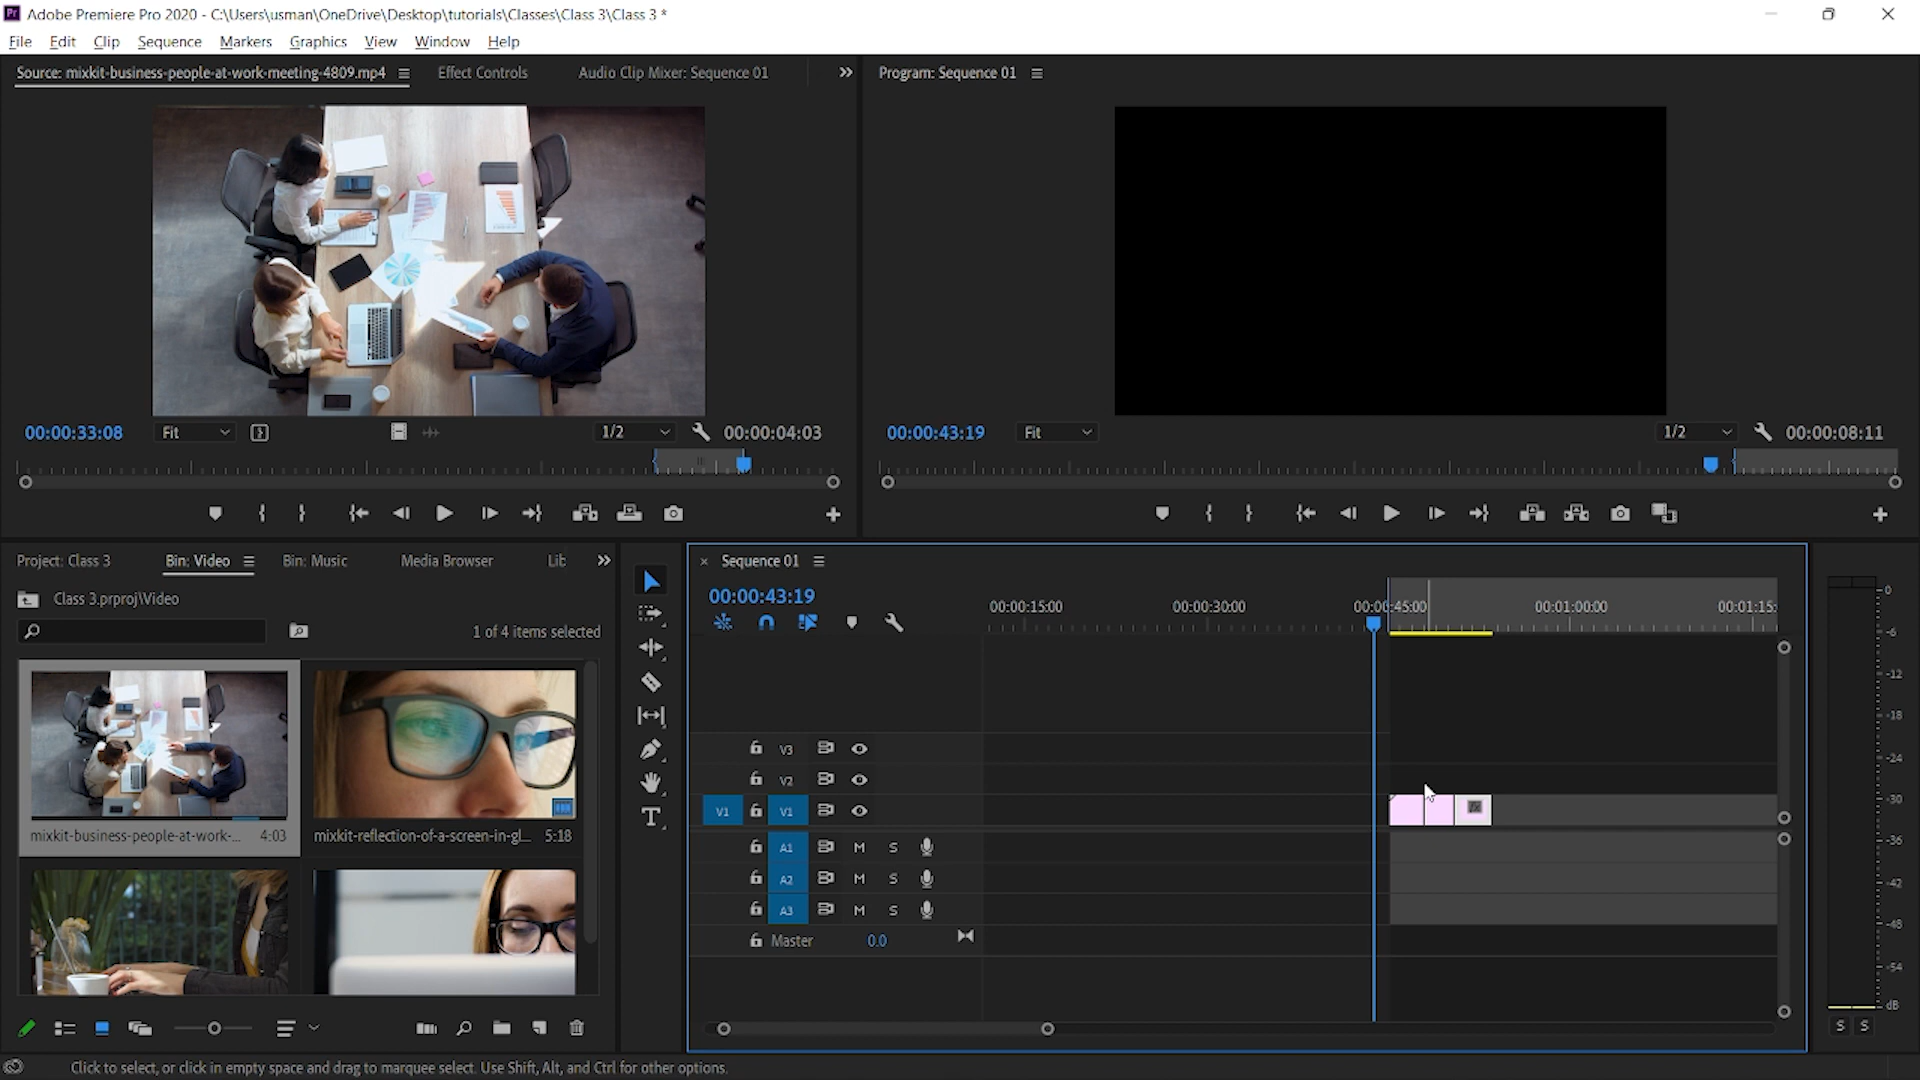 Adobe Premiere Pro 2020 - C:\Users\usman\OneDrive\Desktop\tutorials\Classes\Class 3\Class 3 *
File Edit Clip Sequence Markers Graphics View Window Help
Source: mixkit-business-people-at-work-meeting-4809.mp4 Effect Controls Audio Clip Mixer: Sequence 01
Program: Sequence 01
00:00:33:08 Fit 1/2 00:00:04:03
00:00:43:19 Fit 1/2 00:00:08:11
Project: Class 3 Bin: Video Bin: Music Media Browser Lib
Class 3.prproj\Video
1 of 4 items selected
mixkit-business-people-at-work-... 4:03
mixkit-reflection-of-a-screen-in-gl... 5:18
Sequence 01
00:00:43:19
00:00:15:00 00:00:30:00 00:00:45:00 00:01:00:00 00:01:15:
V3
V2
V1 V1
A1 M S
A2 M S
A3 M S
Master 0.0
0
-6
-12
-18
-24
-30
-36
-42
-48
-54
dB
S S
Click to select, or click in empty space and drag to marquee select. Use Shift, Alt, and Ctrl for other options.